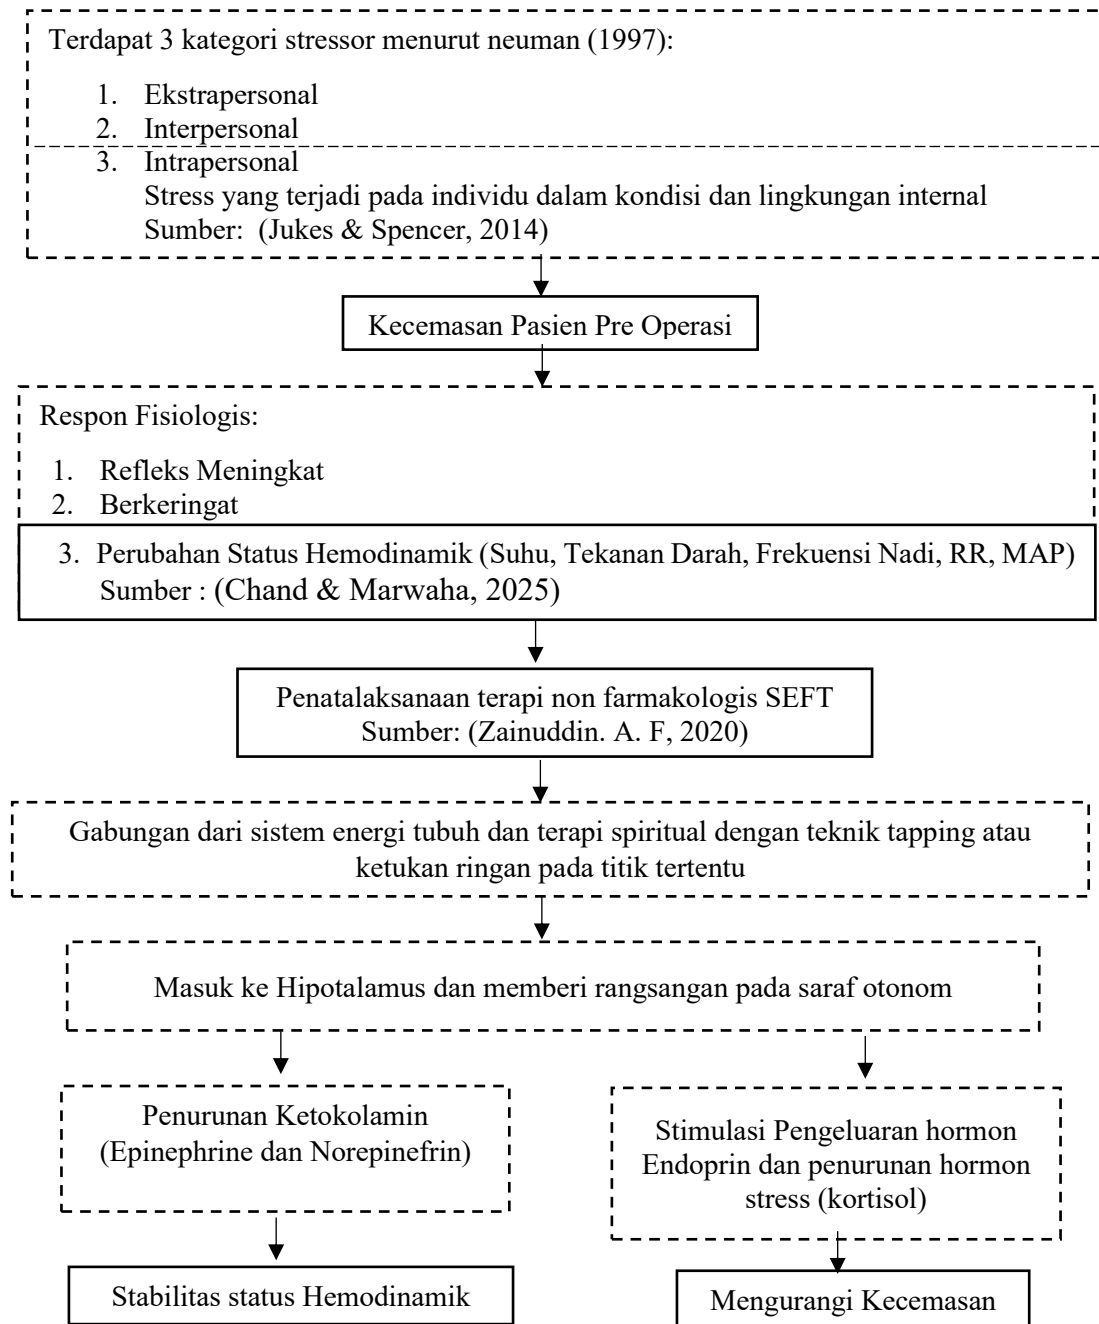 Terdapat 3 kategori stressor menurut neuman (1997):
1. Ekstrapersonal
2. Interpersonal
3. Intrapersonal
Stress yang terjadi pada individu dalam kondisi dan lingkungan internal
Sumber: (Jukes & Spencer, 2014)
Kecemasan Pasien Pre Operasi
Respon Fisiologis:
1. Refleks Meningkat
2. Berkeringat
3. Perubahan Status Hemodinamik (Suhu, Tekanan Darah, Frekuensi Nadi, RR, MAP)
Sumber : (Chand & Marwaha, 2025)
Penatalaksanaan terapi non farmakologis SEFT
Sumber: (Zainuddin. A. F, 2020)
Gabungan dari sistem energi tubuh dan terapi spiritual dengan teknik tapping atau
ketukan ringan pada titik tertentu
Masuk ke Hipotalamus dan memberi rangsangan pada saraf otonom
Penurunan Ketokolamin
(Epinephrine dan Norepinefrin)
Stimulasi Pengeluaran hormon
Endoprin dan penurunan hormon
stress (kortisol)
Stabilitas status Hemodinamik
Mengurangi Kecemasan